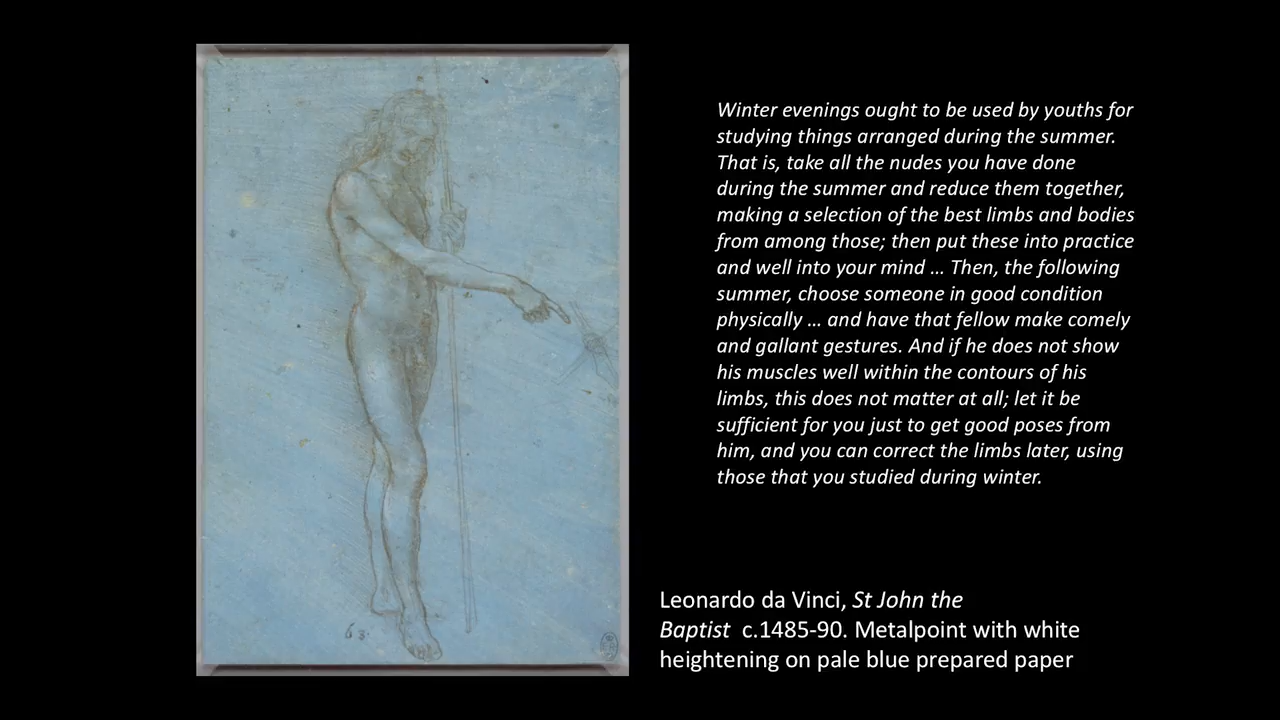 Winter evenings ought to be used by youths for
studying things arranged during the summer.
That is, take all the nudes you have done
during the summer and reduce them together,
making a selection of the best limbs and bodies
from among those; then put these into practice
and well into your mind … Then, the following
summer, choose someone in good condition
physically … and have that fellow make comely
and gallant gestures. And if he does not show
his muscles well within the contours of his
limbs, this does not matter at all; let it be
sufficient for you just to get good poses from
him, and you can correct the limbs later, using
those that you studied during winter.
Leonardo da Vinci, St John the
Baptist c.1485-90. Metalpoint with white
heightening on pale blue prepared paper
63